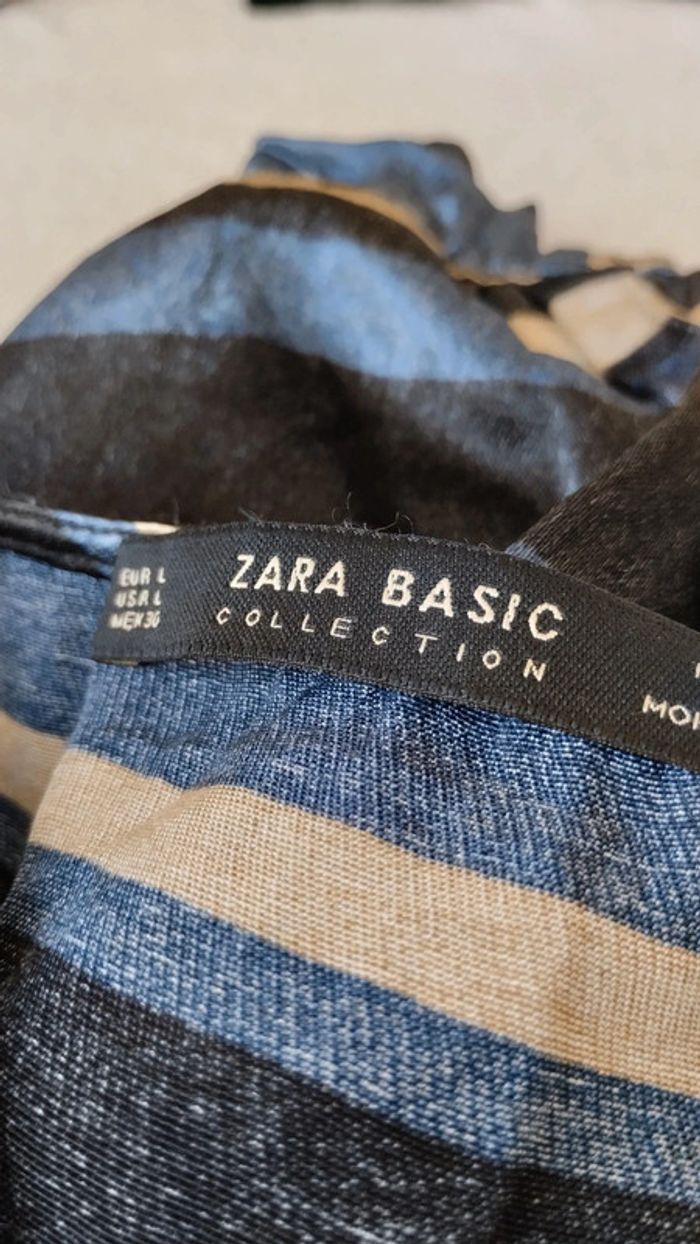 EUR L
USA L
MEX 30
ZARA BASIC
COLLECTION